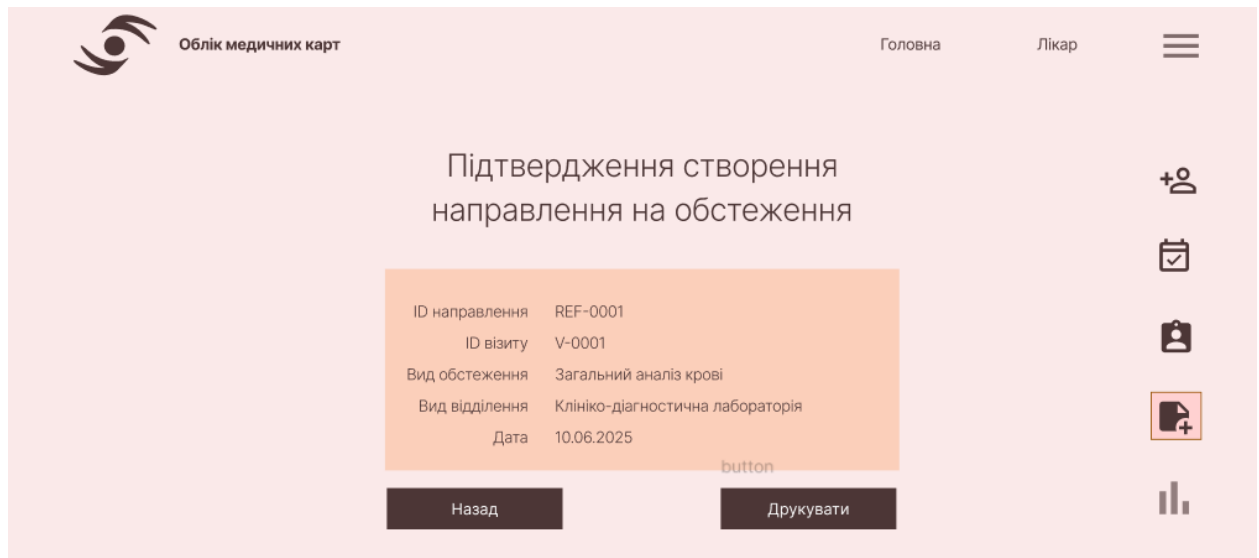 Облік медичних карт
Головна
Лікар
Підтвердження створення
направлення на обстеження
ID направлення REF-0001
ID візиту V-0001
Вид обстеження Загальний аналіз крові
Вид відділення Клініко-діагностична лабораторія
Дата 10.06.2025
button
Назад
Друкувати